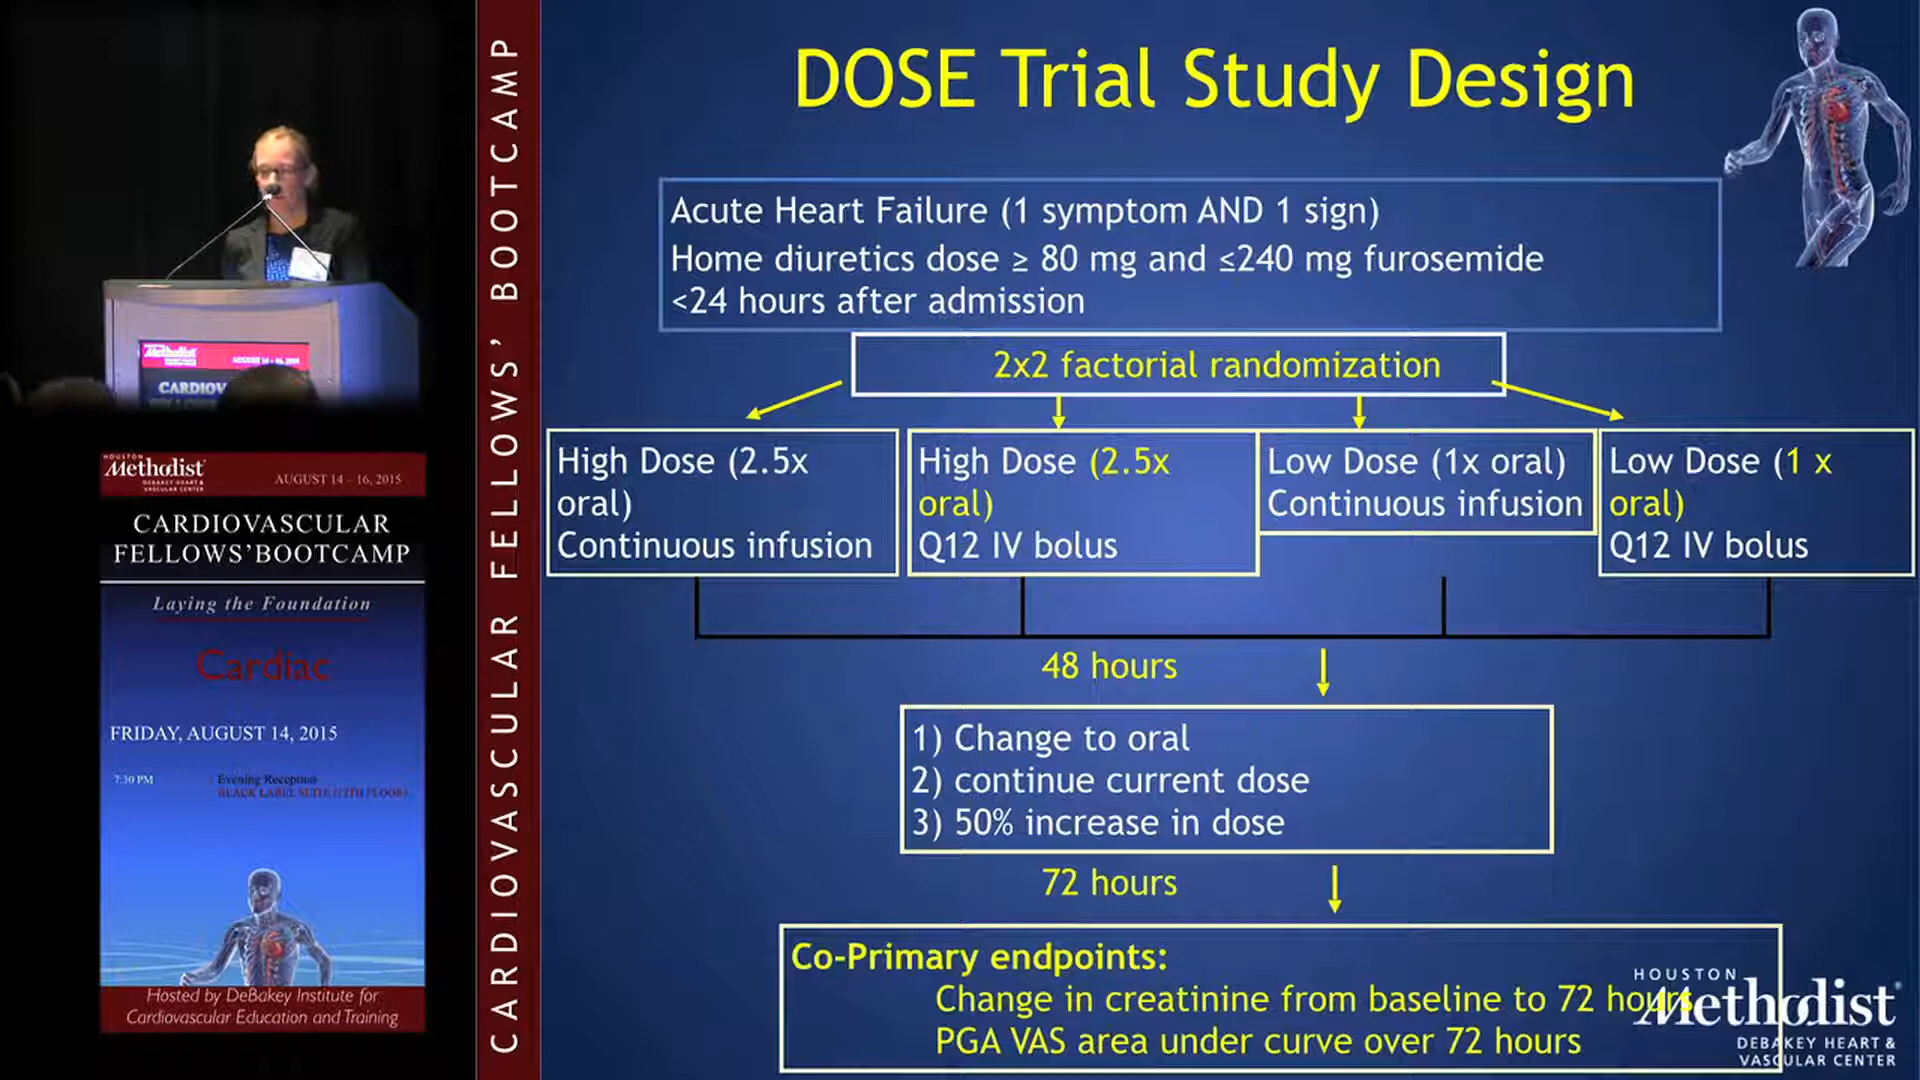 DOSE Trial Study Design
Acute Heart Failure (1 symptom AND 1 sign)
Home diuretics dose ≥ 80 mg and ≤240 mg furosemide
<24 hours after admission
2x2 factorial randomization
High Dose (2.5x
oral)
Continuous infusion
High Dose (2.5x
oral)
Q12 IV bolus
Low Dose (1x oral)
Continuous infusion
Low Dose (1 x
oral)
Q12 IV bolus
48 hours
1) Change to oral
2) continue current dose
3) 50% increase in dose
72 hours
Co-Primary endpoints:
Change in creatinine from baseline to 72 hours
PGA VAS area under curve over 72 hours
HOUSTON
Methodist
DEBAKEY HEART &
VASCULAR CENTER
CARDIOVASCULAR FELLOWS' BOOTCAMP
Methodist
AUGUST 14 - 16, 2015
CARDIOV
HOUSTON
Methodist
DEBAKEY HEART &
VASCULAR CENTER
AUGUST 14 - 16, 2015
CARDIOVASCULAR
FELLOWS'BOOTCAMP
Laying the Foundation
Cardiac
FRIDAY, AUGUST 14, 2015
7:30 PM
Evening Reception
BLACK LABEL SUITE (12TH FLOOR)
Hosted by DeBakey Institute for
Cardiovascular Education and Training